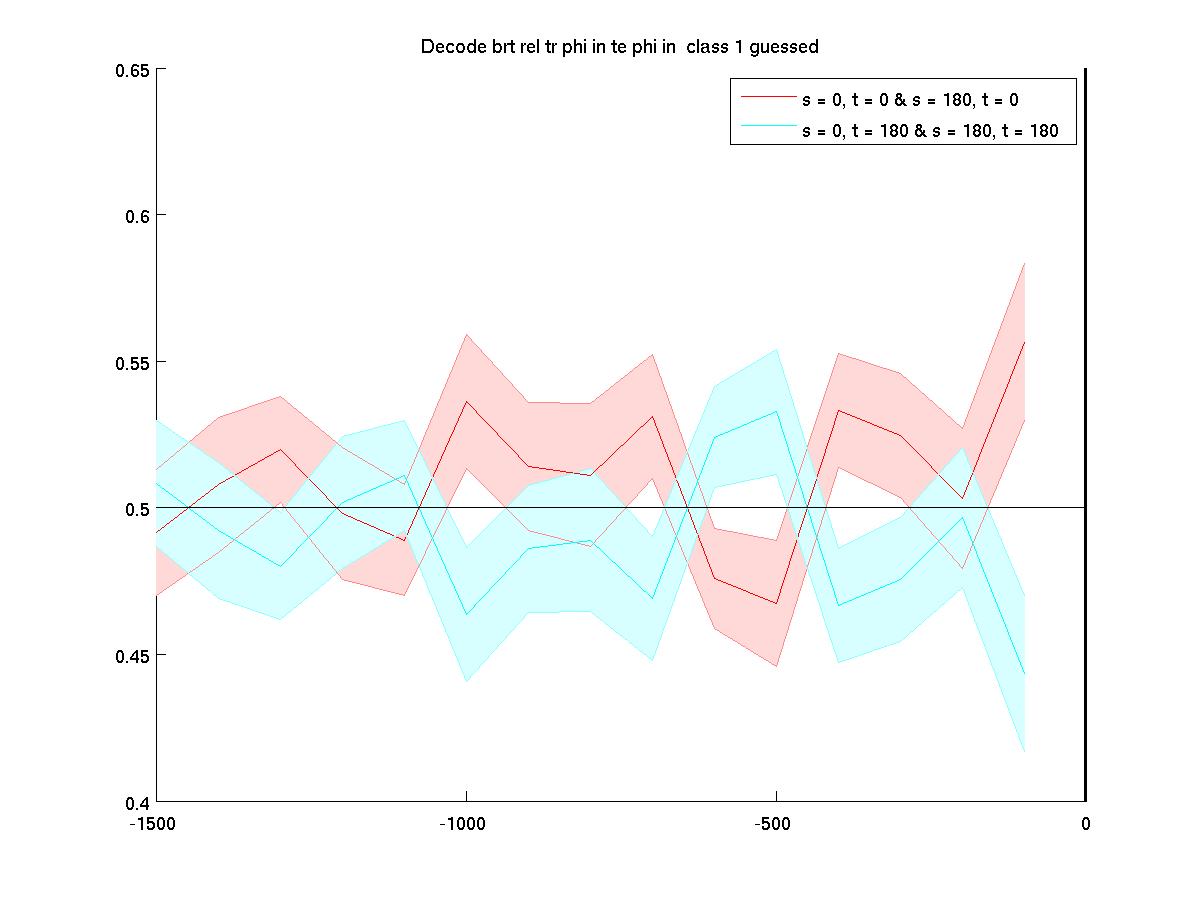 Decode brt rel tr phi in te phi in  class 1 guessed
0.65
s = 0, t = 0 & s = 180, t = 0
s = 0, t = 180 & s = 180, t = 180
0.6
0.55
0.5
0.45
0.4
-1500 -1000 -500 0